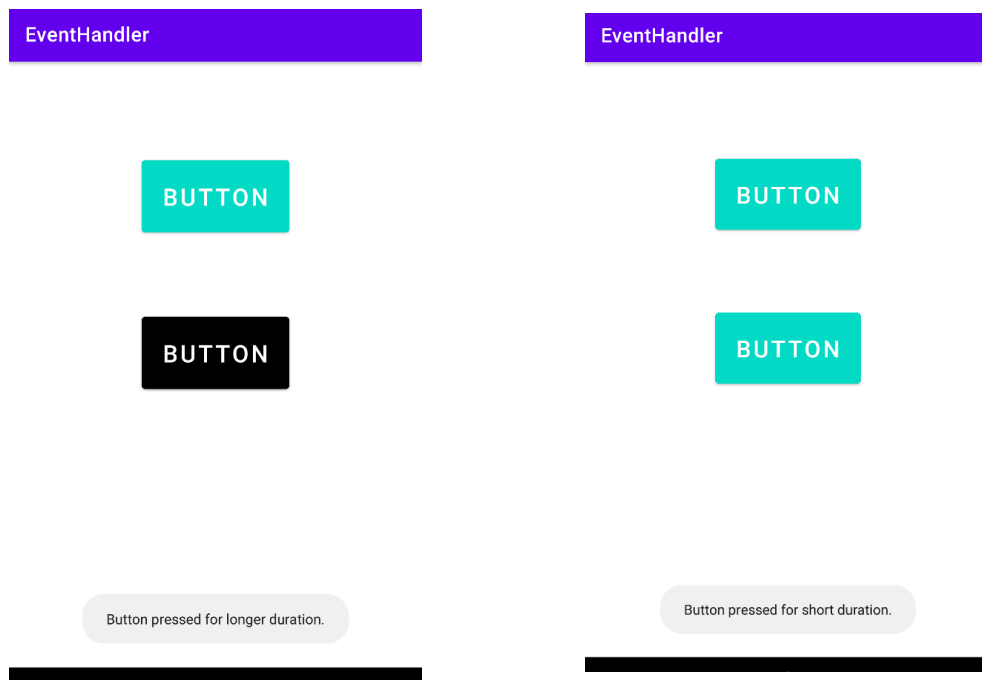 EventHandler
BUTTON
BUTTON
Button pressed for longer duration.
EventHandler
BUTTON
BUTTON
Button pressed for short duration.